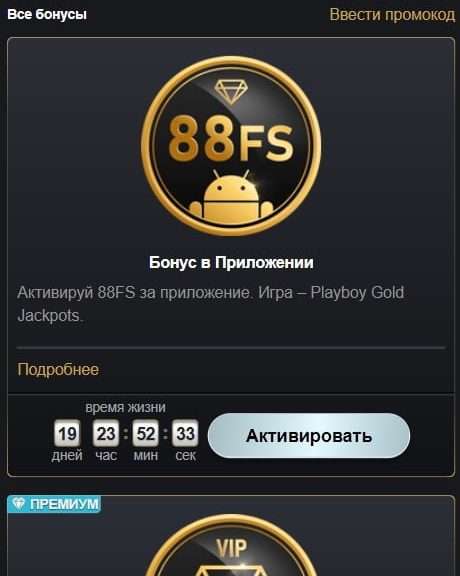 Все бонусы
Ввести промокод
88FS
Бонус в Приложении
Активируй 88FS за приложение. Игра – Playboy Gold
Jackpots.
Подробнее
время жизни
19 23 : 52 : 33
дней час мин сек
Активировать
ПРЕМИУМ
VIP